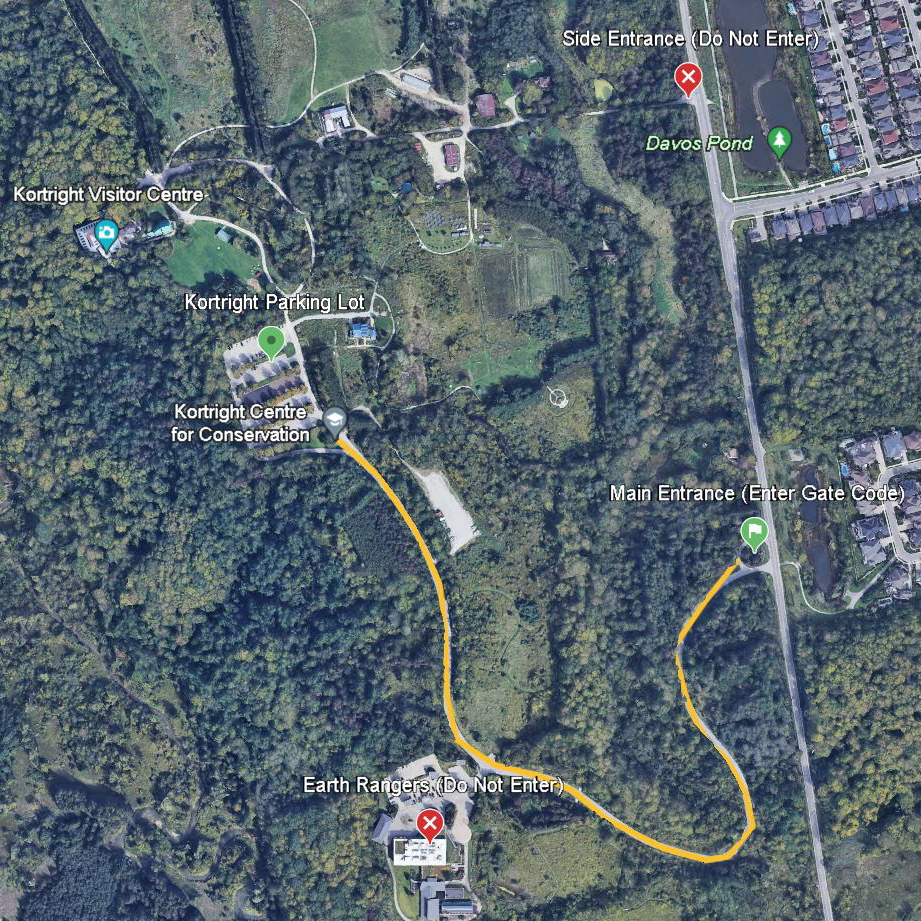 Side Entrance (Do Not Enter)
Davos Pond
Kortright Visitor Centre
Kortright Parking Lot
Kortright Centre
for Conservation
Main Entrance (Enter Gate Code)
Earth Rangers (Do Not Enter)